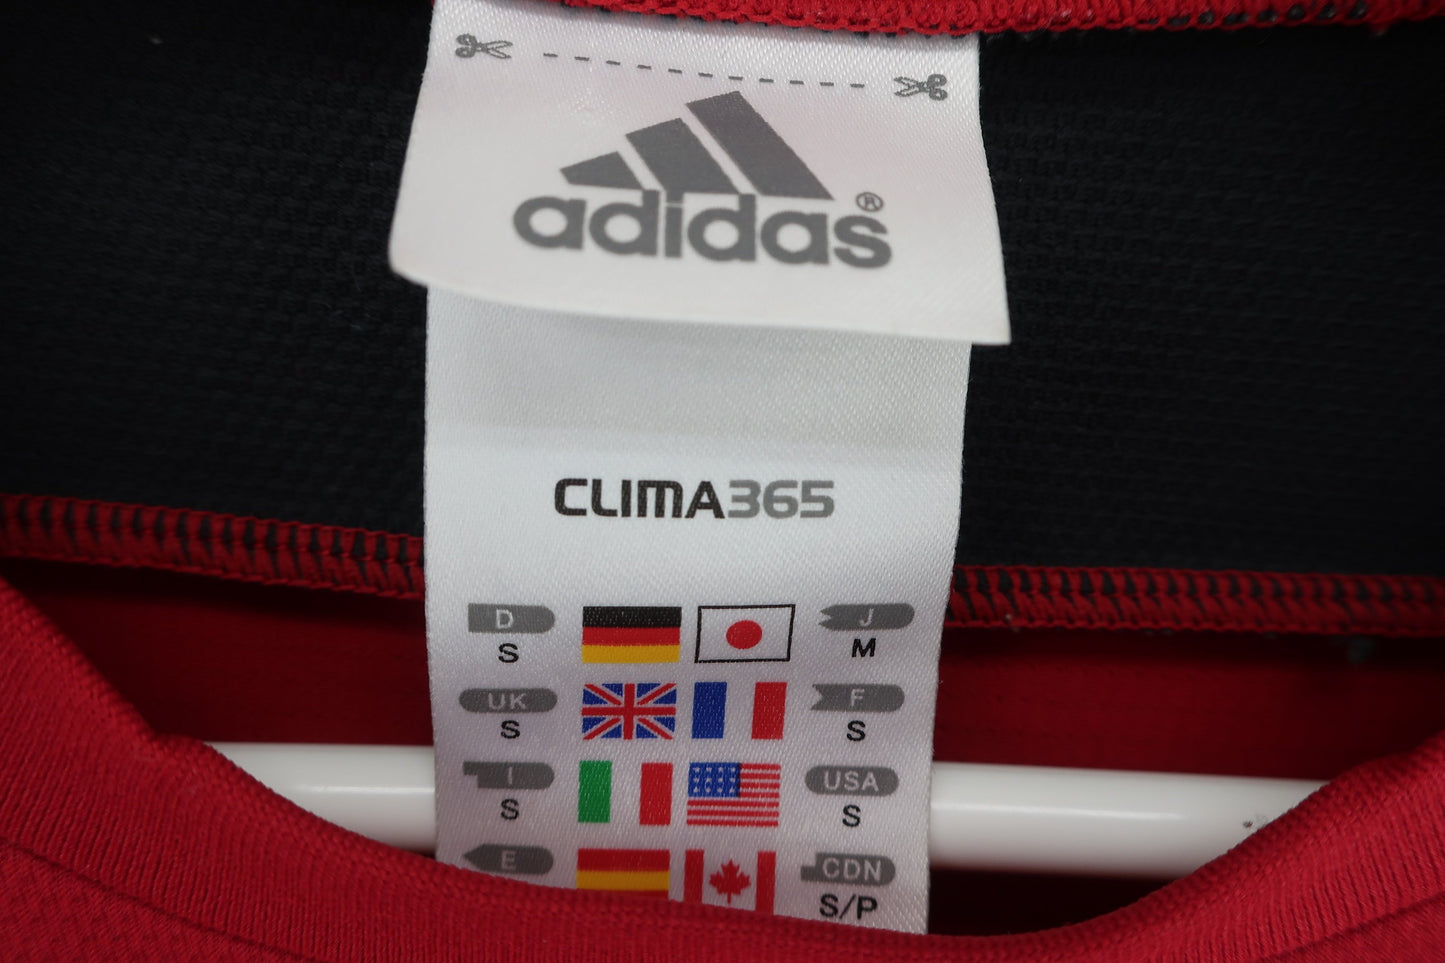 adidas®
CLIMA365
D J
S M
UK F
S S
I USA
S S
E CDN
S/P